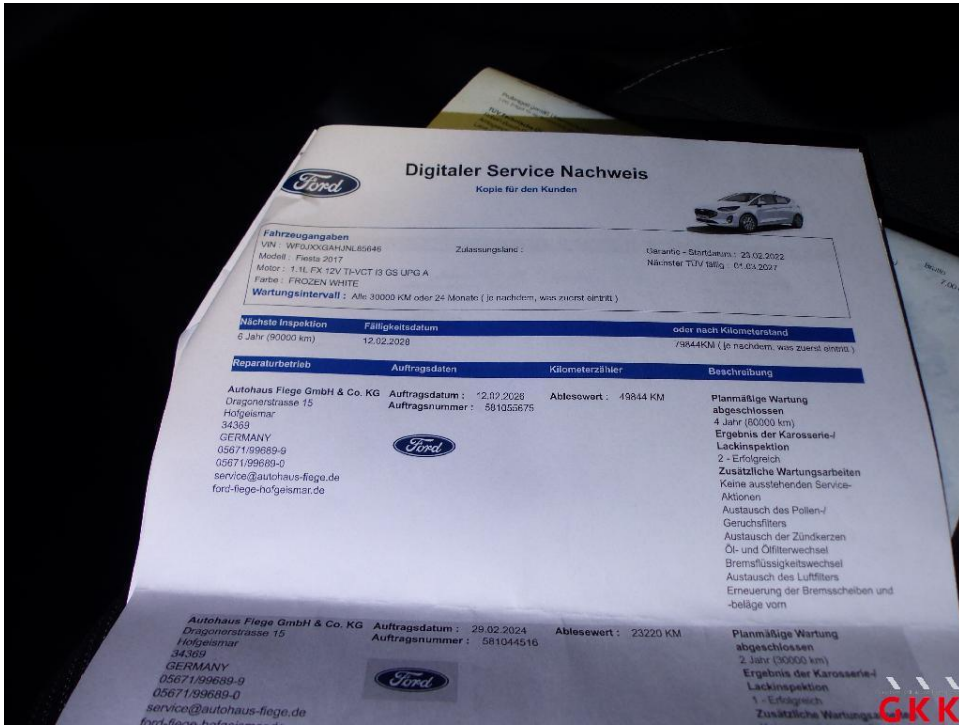 Digitaler Service Nachweis
Kopie für den Kunden
Ford
Fahrzeugangaben
VIN : WF0JXXGAHJNL85646
Zulassungsland :
Garantie - Startdatum : 23.02.2022
Modell : Fiesta 2017
Nächster TÜV fällig : 01.03.2027
Motor : 1.1L FX 12V TI-VCT I3 GS UPG A
Farbe : FROZEN WHITE
Wartungsintervall : Alle 30000 KM oder 24 Monate ( je nachdem, was zuerst eintritt )
Nächste Inspektion Fälligkeitsdatum oder nach Kilometerstand
6 Jahr (90000 km) 12.02.2028 79844KM ( je nachdem, was zuerst eintritt )
Reparaturbetrieb Auftragsdaten Kilometerzähler Beschreibung
Autohaus Fiege GmbH & Co. KG
Dragonerstrasse 15
Hofgeismar
34369
GERMANY
05671/99689-9
05671/99689-0
service@autohaus-fiege.de
ford-fiege-hofgeismar.de
Auftragsdatum : 12.02.2026
Auftragsnummer : 581055675
Ford
Ablesewert : 49844 KM
Planmäßige Wartung
abgeschlossen
4 Jahr (60000 km)
Ergebnis der Karosserie-/
Lackinspektion
2 - Erfolgreich
Zusätzliche Wartungsarbeiten
Keine ausstehenden Service-
Aktionen
Austausch des Pollen-/
Geruchsfilters
Austausch der Zündkerzen
Öl- und Ölfilterwechsel
Bremsflüssigkeitswechsel
Austausch des Luftfilters
Erneuerung der Bremsscheiben und
-beläge vorn
Autohaus Fiege GmbH & Co. KG
Dragonerstrasse 15
Hofgeismar
34369
GERMANY
05671/99689-9
05671/99689-0
service@autohaus-fiege.de
ford-fiege-hofgeismar.de
Auftragsdatum : 29.02.2024
Auftragsnummer : 581044516
Ford
Ablesewert : 23220 KM
Planmäßige Wartung
abgeschlossen
2 Jahr (30000 km)
Ergebnis der Karosserie-/
Lackinspektion
1 - Erfolgreich
Zusätzliche
GKK